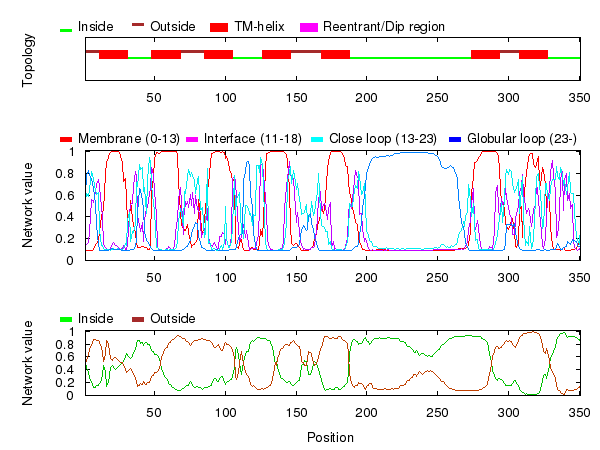 Inside Outside TM-helix Reentrant/Dip region
Topology
50 100 150 200 250 300 350
Membrane (0-13) Interface (11-18) Close loop (13-23) Globular loop (23-)
Network value
1
0.8
0.6
0.4
0.2
0
50 100 150 200 250 300 350
Inside Outside
Network value
1
0.8
0.6
0.4
0.2
0
50 100 150 200 250 300 350
Position